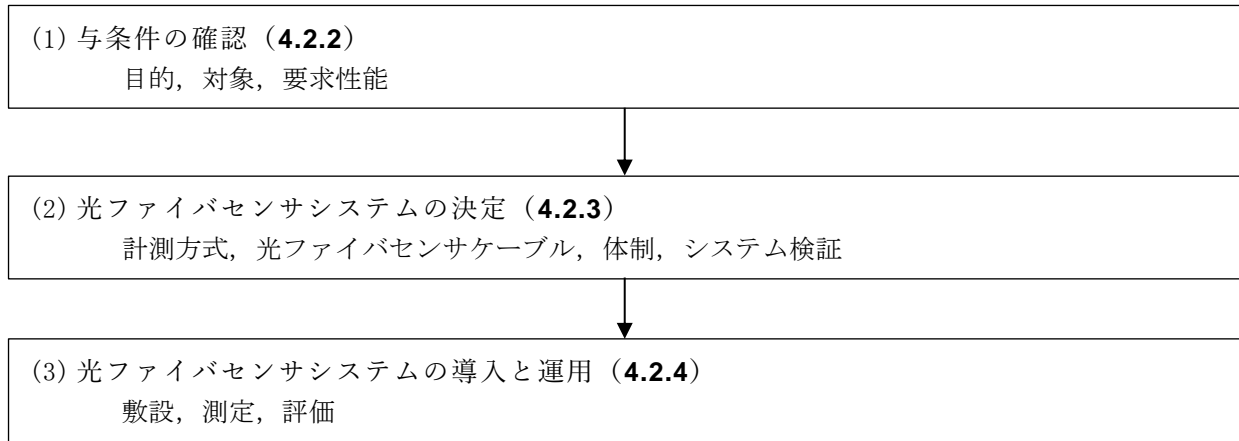 (1) 与条件の確認（4.2.2）
目的，対象，要求性能
(2) 光ファイバセンサシステムの決定（4.2.3）
計測方式，光ファイバセンサケーブル，体制，システム検証
(3) 光ファイバセンサシステムの導入と運用（4.2.4）
敷設，測定，評価